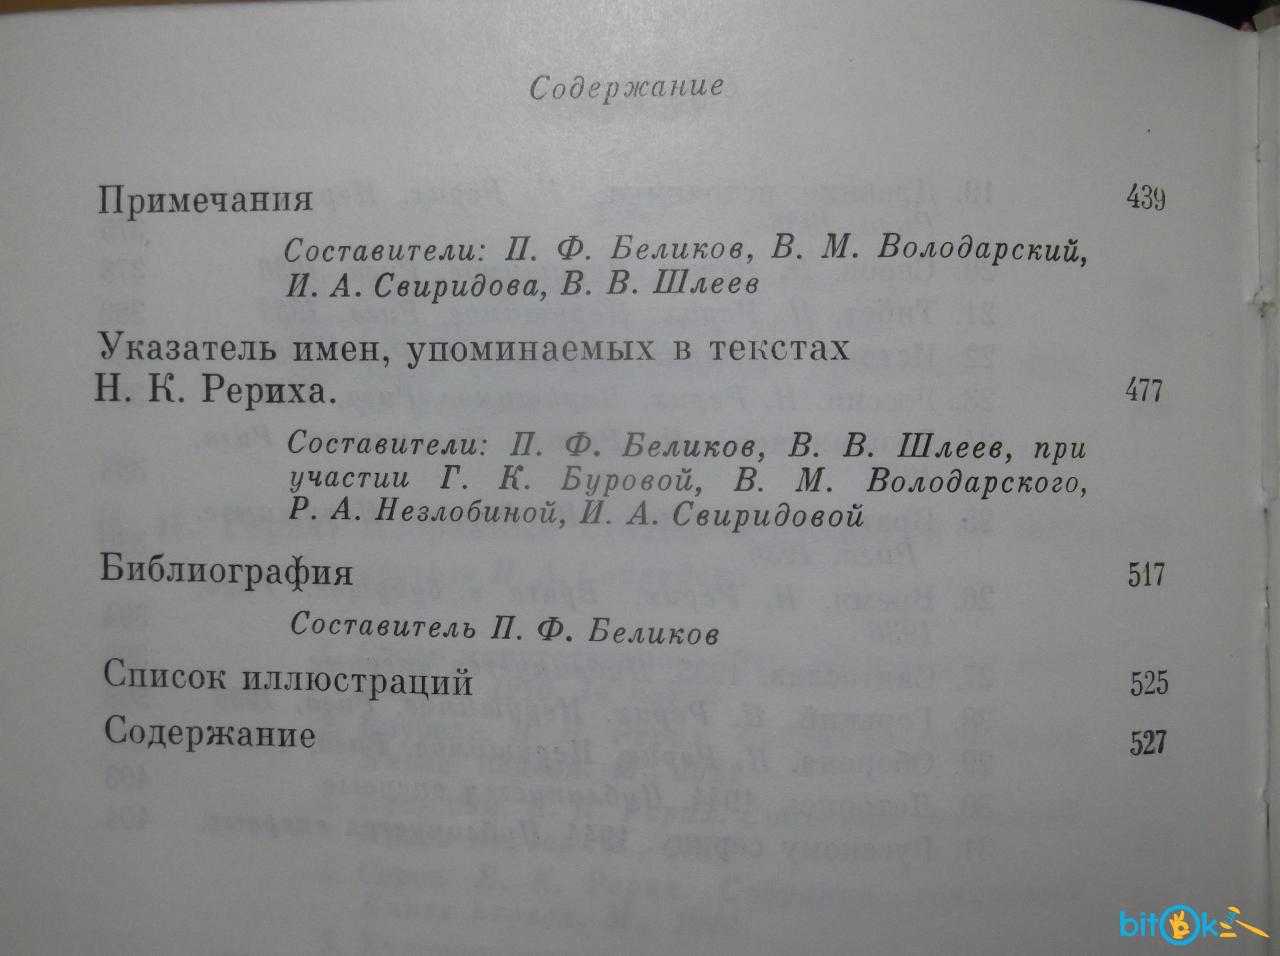 Содержание
Примечания 439
Составители: П. Ф. Беликов, В. М. Володарский,
И. А. Свиридова, В. В. Шлеев
Указатель имен, упоминаемых в текстах
Н. К. Рериха. 477
Составители: П. Ф. Беликов, В. В. Шлеев, при
участии Г. К. Буровой, В. М. Володарского,
Р. А. Незлобиной, И. А. Свиридовой
Библиография 517
Составитель П. Ф. Беликов
Список иллюстраций 525
Содержание 527